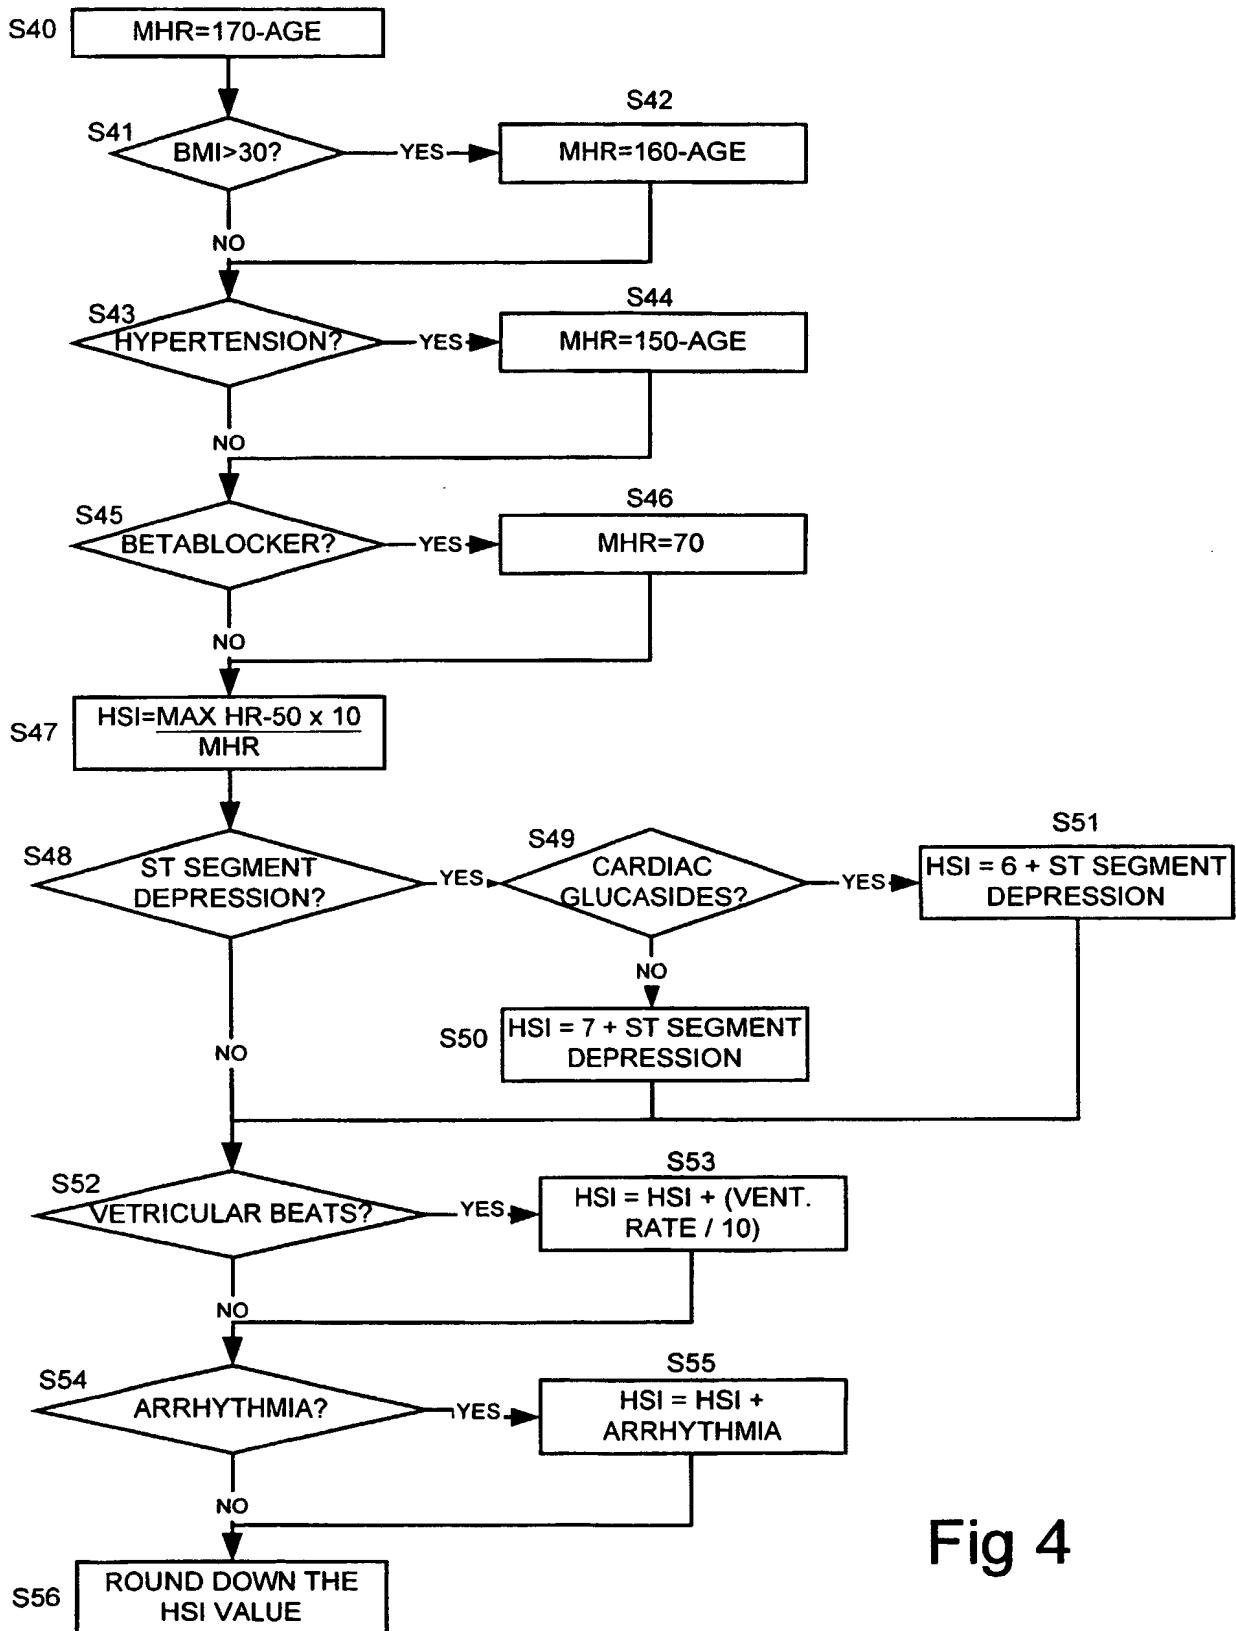 S40
MHR=170-AGE
S41
BMI>30?
YES
S42
MHR=160-AGE
NO
S43
HYPERTENSION?
YES
S44
MHR=150-AGE
NO
S45
BETABLOCKER?
YES
S46
MHR=70
NO
S47
HSI=MAX HR-50 x 10
MHR
S48
ST SEGMENT
DEPRESSION?
YES
S49
CARDIAC
GLUCASIDES?
YES
S51
HSI = 6 + ST SEGMENT
DEPRESSION
NO
S50
HSI = 7 + ST SEGMENT
DEPRESSION
NO
S52
VETRICULAR BEATS?
YES
S53
HSI = HSI + (VENT.
RATE / 10)
NO
S54
ARRHYTHMIA?
YES
S55
HSI = HSI +
ARRHYTHMIA
NO
S56
ROUND DOWN THE
HSI VALUE
Fig 4